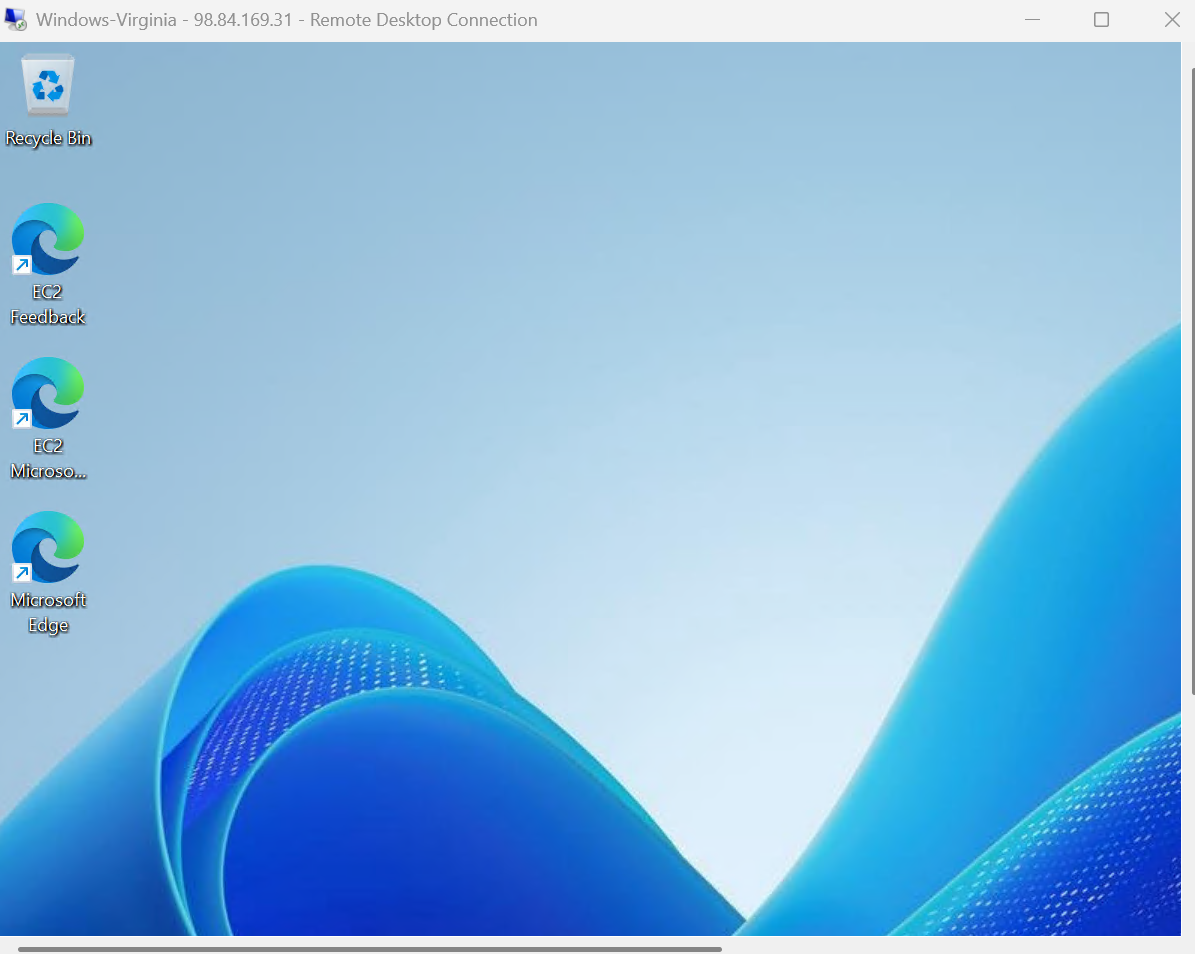 Windows-Virginia - 98.84.169.31 - Remote Desktop Connection
Recycle Bin
EC2
Feedback
EC2
Microso...
Microsoft
Edge